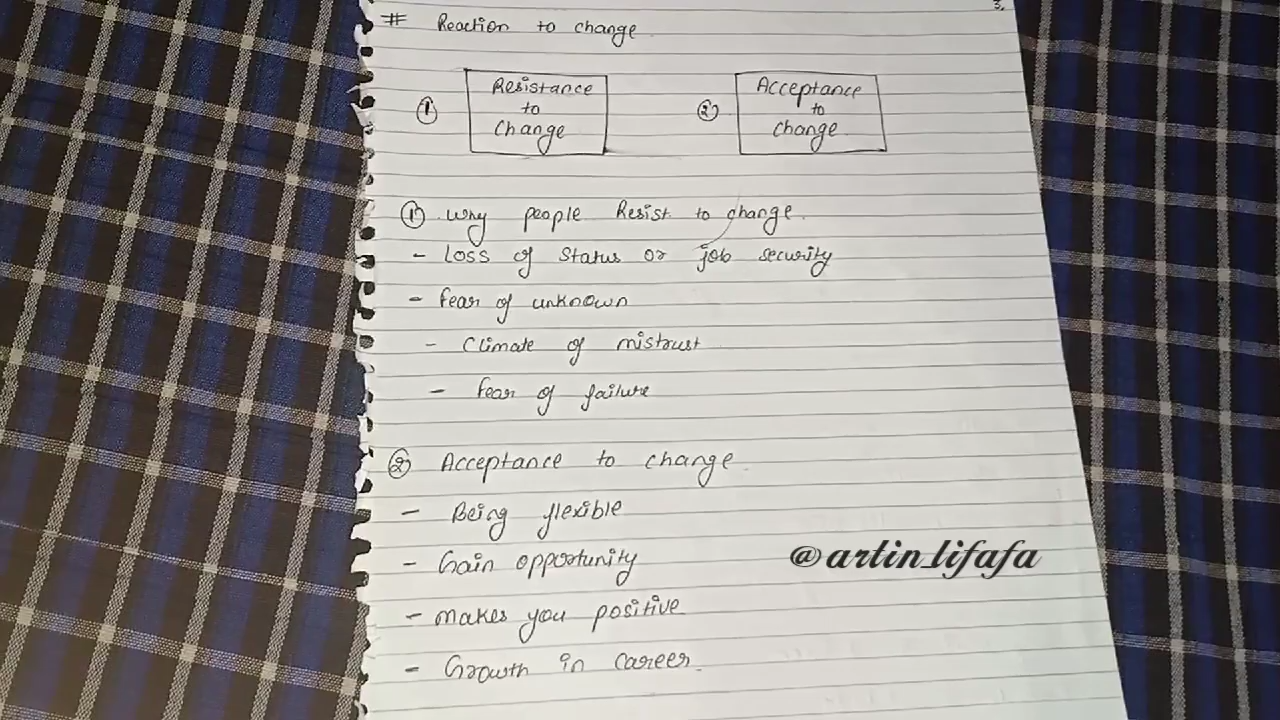 3.
# Reaction to change
① Resistance to Change
② Acceptance to change
① Why people Resist to change.
- Loss of Status or job security
- fear of unknown
- Climate of mistrust
- fear of failure
② Acceptance to change
- Being flexible
- Gain opportunity
- makes you positive
- Growth in career.
@artin_lifafa